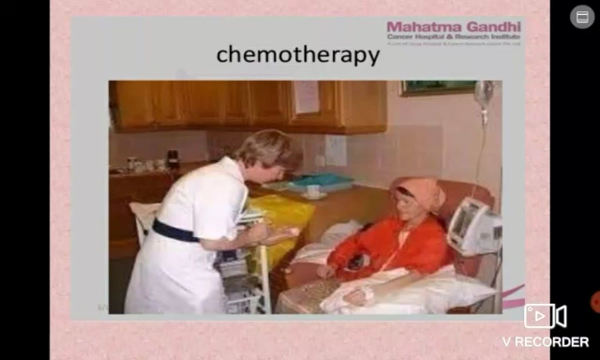 Mahatma Gandhi
Cancer Hospital & Research Institute
chemotherapy
V RECORDER